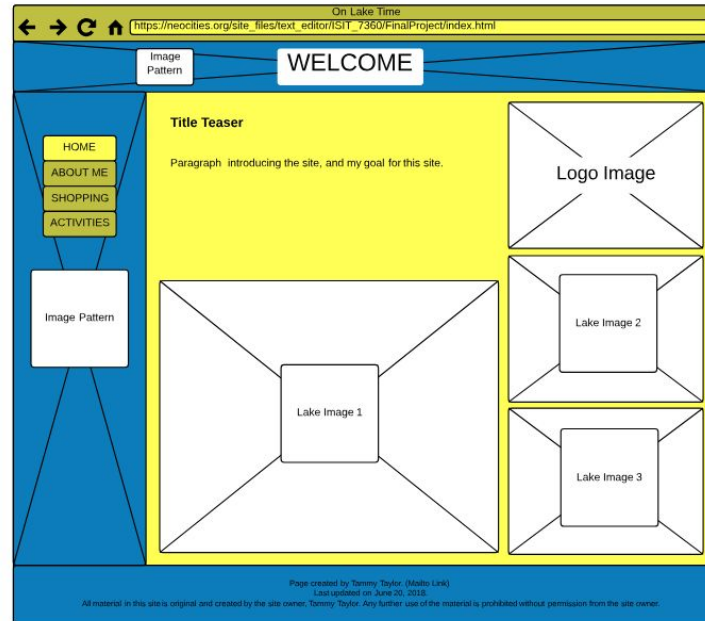 On Lake Time
https://neocities.org/site_files/text_editor/ISIT_7360/FinalProject/index.html
Image
Pattern
WELCOME
HOME
ABOUT ME
SHOPPING
ACTIVITIES
Image Pattern
Title Teaser
Paragraph introducing the site, and my goal for this site.
Logo Image
Lake Image 1
Lake Image 2
Lake Image 3
Page created by Tammy Taylor. (Mailto Link)
Last updated on June 20, 2018.
All material in this site is original and created by the site owner. Tammy Taylor. Any further use of the material is prohibited without permission from the site owner.